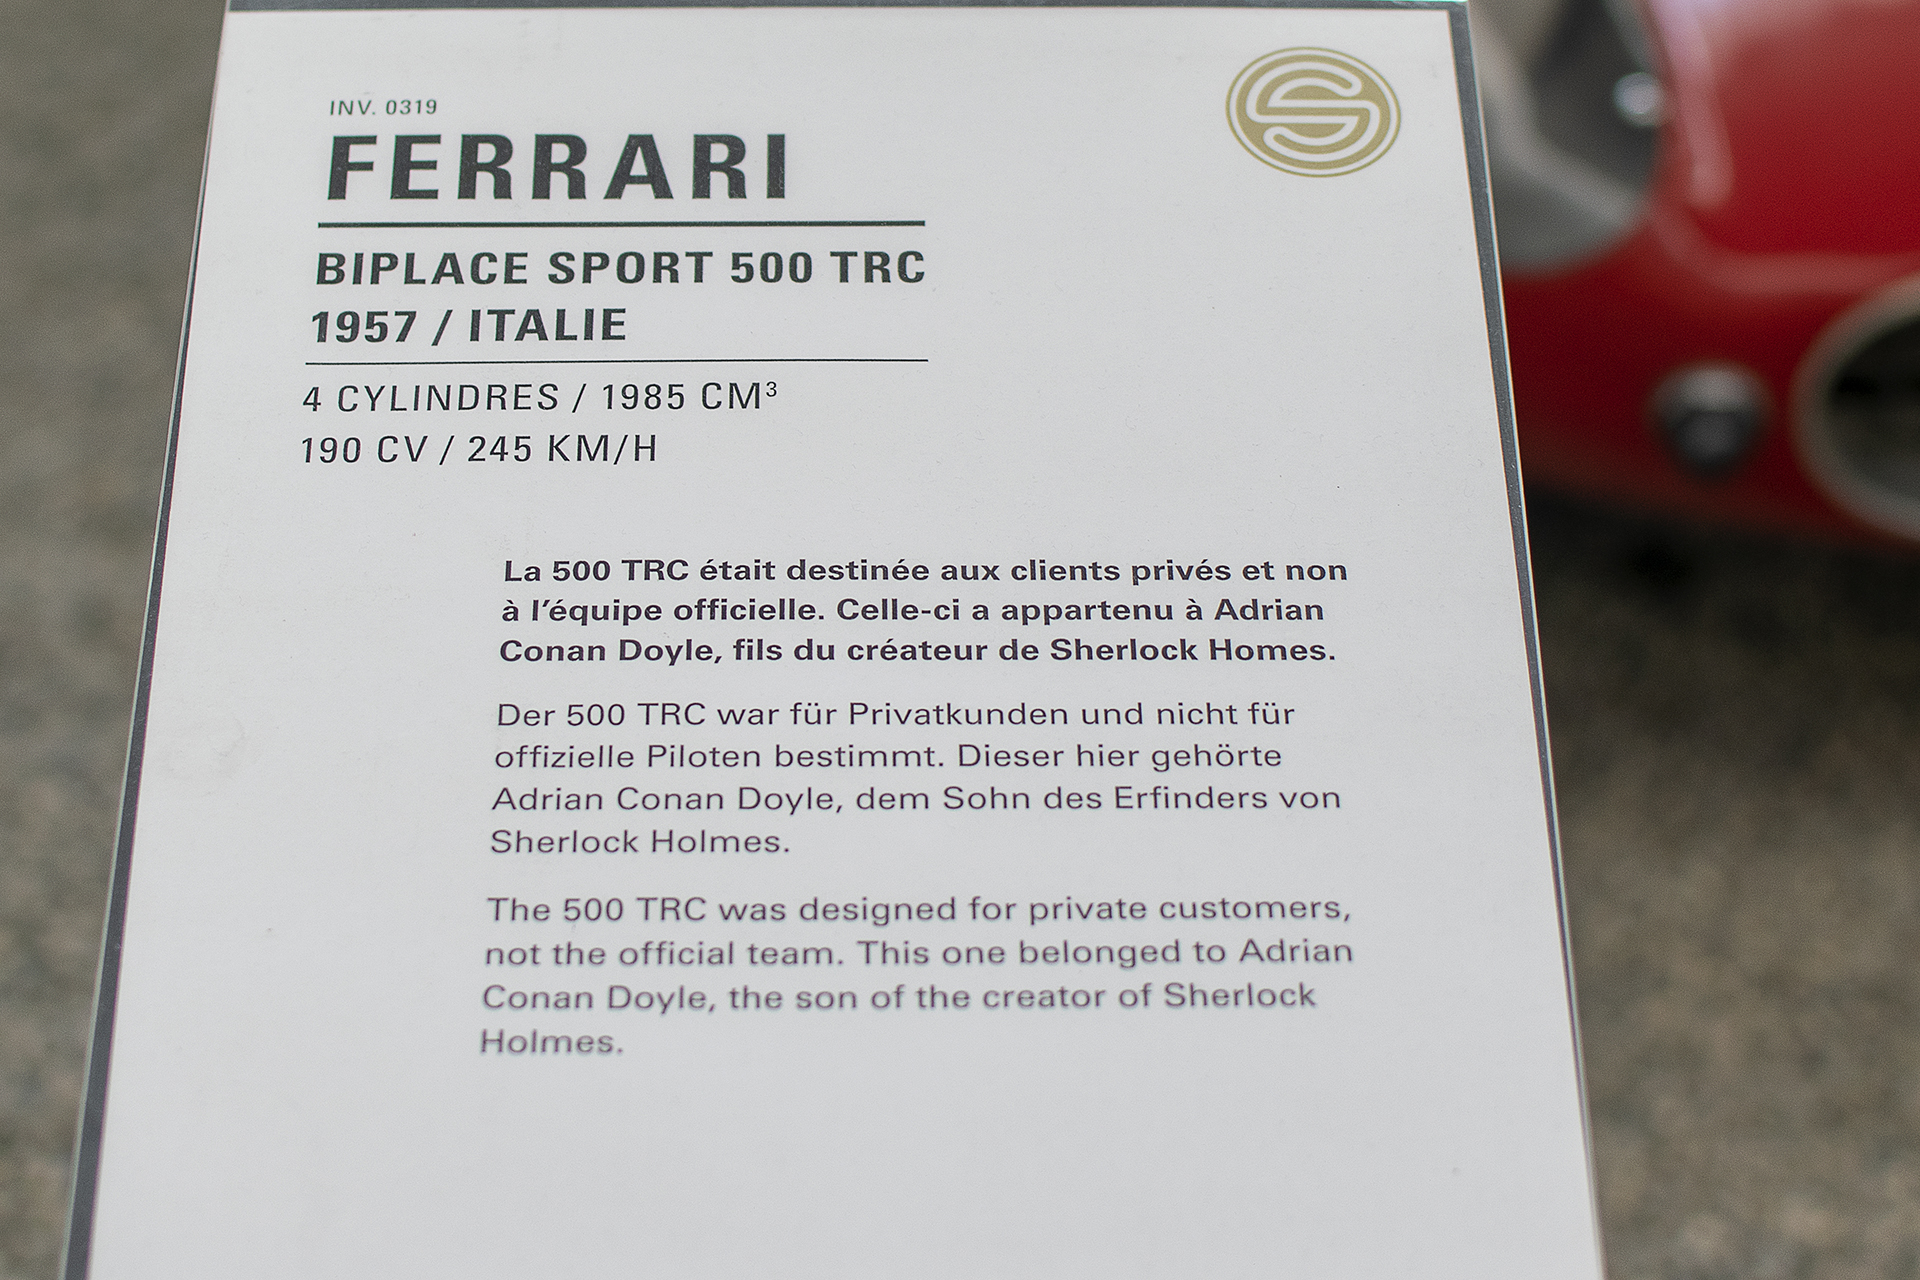 INV. 0319
FERRARI
BIPLACE SPORT 500 TRC
1957 / ITALIE
4 CYLINDRES / 1985 CM³
190 CV / 245 KM/H
La 500 TRC était destinée aux clients privés et non
à l’équipe officielle. Celle-ci a appartenu à Adrian
Conan Doyle, fils du créateur de Sherlock Homes.
Der 500 TRC war für Privatkunden und nicht für
offizielle Piloten bestimmt. Dieser hier gehörte
Adrian Conan Doyle, dem Sohn des Erfinders von
Sherlock Holmes.
The 500 TRC was designed for private customers,
not the official team. This one belonged to Adrian
Conan Doyle, the son of the creator of Sherlock
Holmes.